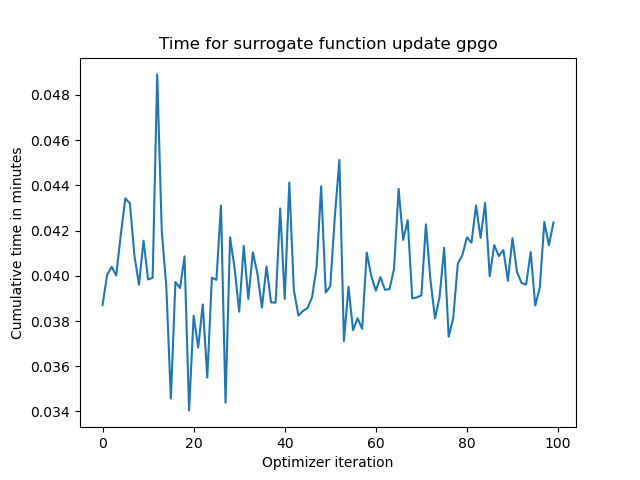 Time for surrogate function update gpgo
Cumulative time in minutes
0.048
0.046
0.044
0.042
0.040
0.038
0.036
0.034
0 20 40 60 80 100
Optimizer iteration